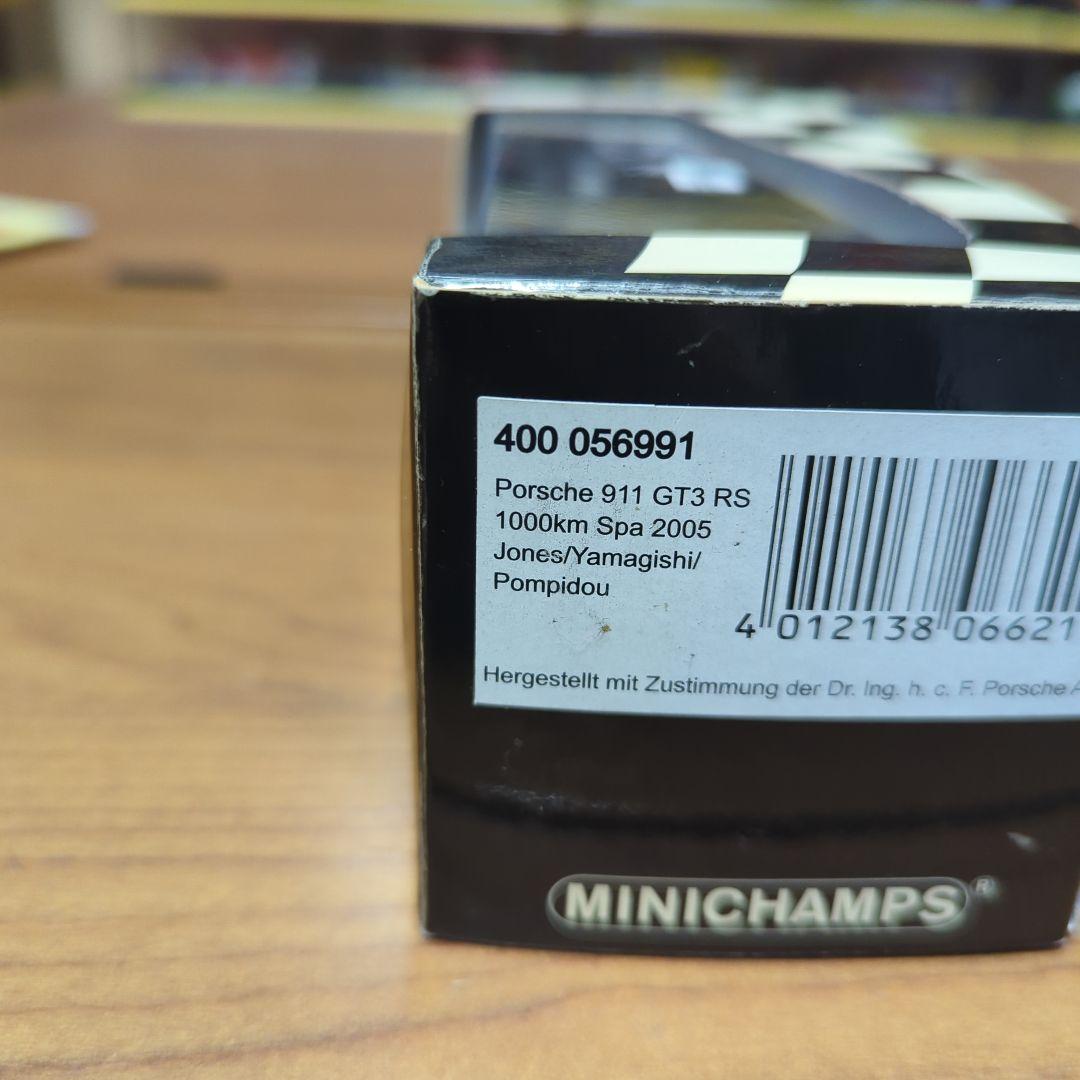 400 056991
Porsche 911 GT3 RS
1000km Spa 2005
Jones/Yamagishi/
Pompidou
4 012138 06621
Hergestellt mit Zustimmung der Dr. Ing. h. c. F. Porsche A
MINICHAMPS®